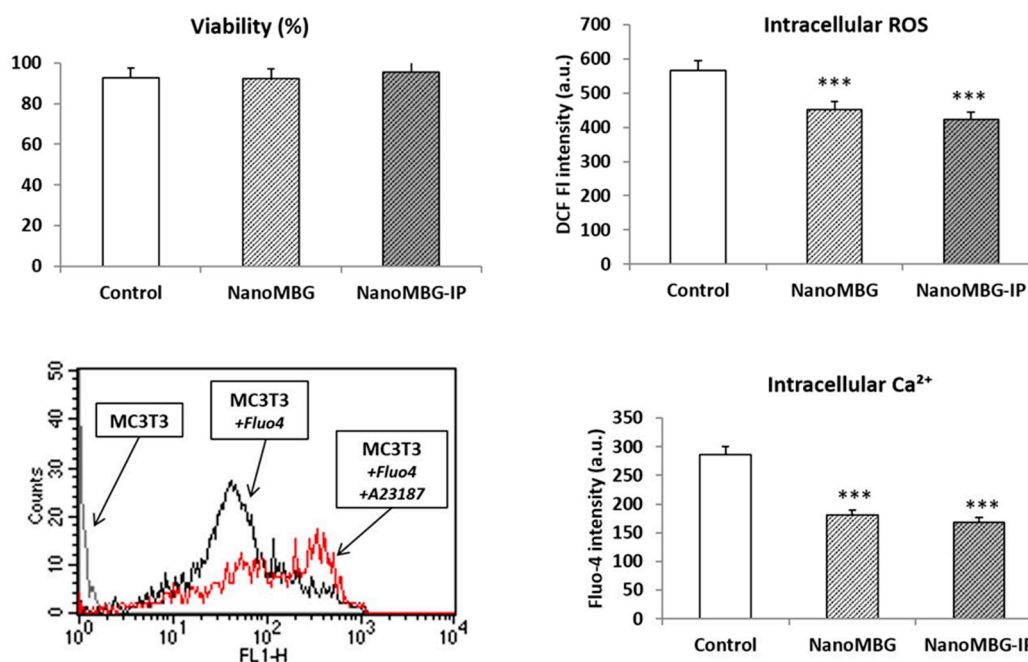 Viability (%)
100
80
60
40
20
0
Control NanoMBG NanoMBG-IP
Intracellular ROS
DCF FI intensity (a.u.)
700
600
500
400
300
200
100
0
*** ***
Control NanoMBG NanoMBG-IP
Counts
50
40
30
20
10
0
MC3T3
MC3T3
+Fluo4
MC3T3
+Fluo4
+A23187
10⁰ 10¹ 10² 10³ 10⁴
FL1-H
Intracellular Ca²⁺
Fluo-4 intensity (a.u.)
350
300
250
200
150
100
50
0
*** ***
Control NanoMBG NanoMBG-IP